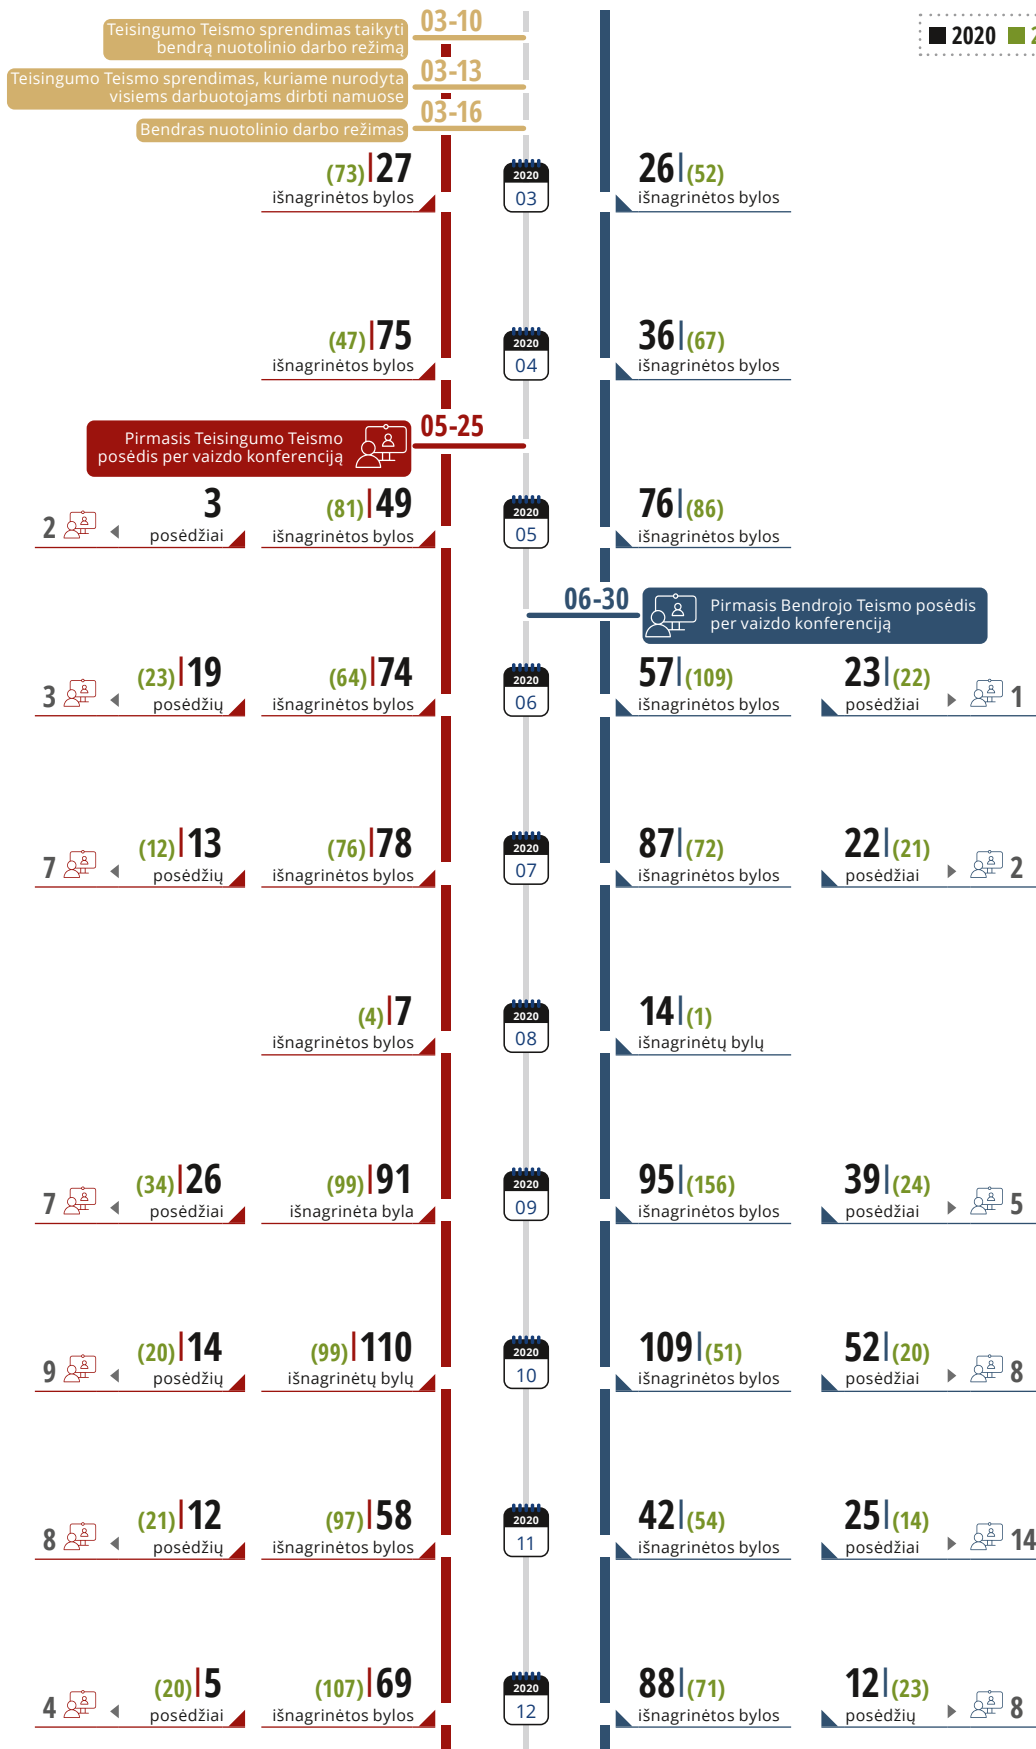 03-10
Teisingumo Teismo sprendimas taikyti
bendrą nuotolinio darbo režimą
2020
03-13
Teisingumo Teismo sprendimas, kuriame nurodyta
visiems darbuotojams dirbti namuose
03-16
Bendras nuotolinio darbo režimas
(73) 27
išnagrinėtos bylos
2020
03
26 (52)
išnagrinėtos bylos
(47) 75
išnagrinėtos bylos
2020
04
36 (67)
išnagrinėtos bylos
05-25
Pirmasis Teisingumo Teismo
posėdis per vaizdo konferenciją
2
3
posėdžiai
(81) 49
išnagrinėtos bylos
2020
05
76 (86)
išnagrinėtos bylos
06-30
Pirmasis Bendrojo Teismo posėdis
per vaizdo konferenciją
3
(23) 19
posėdžių
(64) 74
išnagrinėtos bylos
2020
06
57 (109)
išnagrinėtos bylos
23 (22)
posėdžiai
1
7
(12) 13
posėdžių
(76) 78
išnagrinėtos bylos
2020
07
87 (72)
išnagrinėtos bylos
22 (21)
posėdžiai
2
(4) 7
išnagrinėtos bylos
2020
08
14 (1)
išnagrinėtų bylų
7
(34) 26
posėdžiai
(99) 91
išnagrinėta byla
2020
09
95 (156)
išnagrinėtos bylos
39 (24)
posėdžiai
5
9
(20) 14
posėdžių
(99) 110
išnagrinėtų bylų
2020
10
109 (51)
išnagrinėtos bylos
52 (20)
posėdžiai
8
8
(21) 12
posėdžių
(97) 58
išnagrinėtos bylos
2020
11
42 (54)
išnagrinėtos bylos
25 (14)
posėdžiai
14
4
(20) 5
posėdžiai
(107) 69
išnagrinėtos bylos
2020
12
88 (71)
išnagrinėtos bylos
12 (23)
posėdžių
8